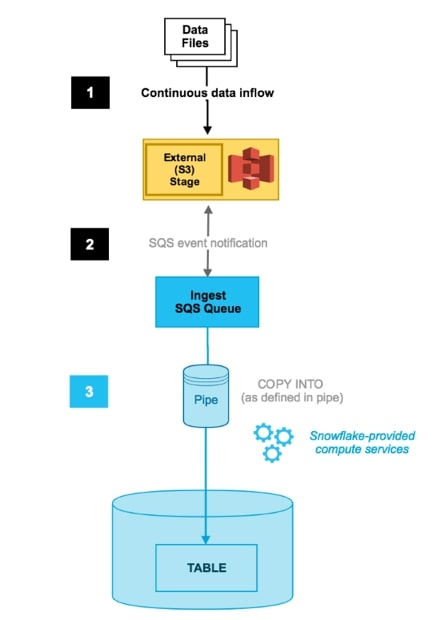 Data
Files
1
Continuous data inflow
External
(S3)
Stage
2
SQS event notification
Ingest
SQS Queue
3
Pipe
COPY INTO
(as defined in pipe)
Snowflake-provided
compute services
TABLE